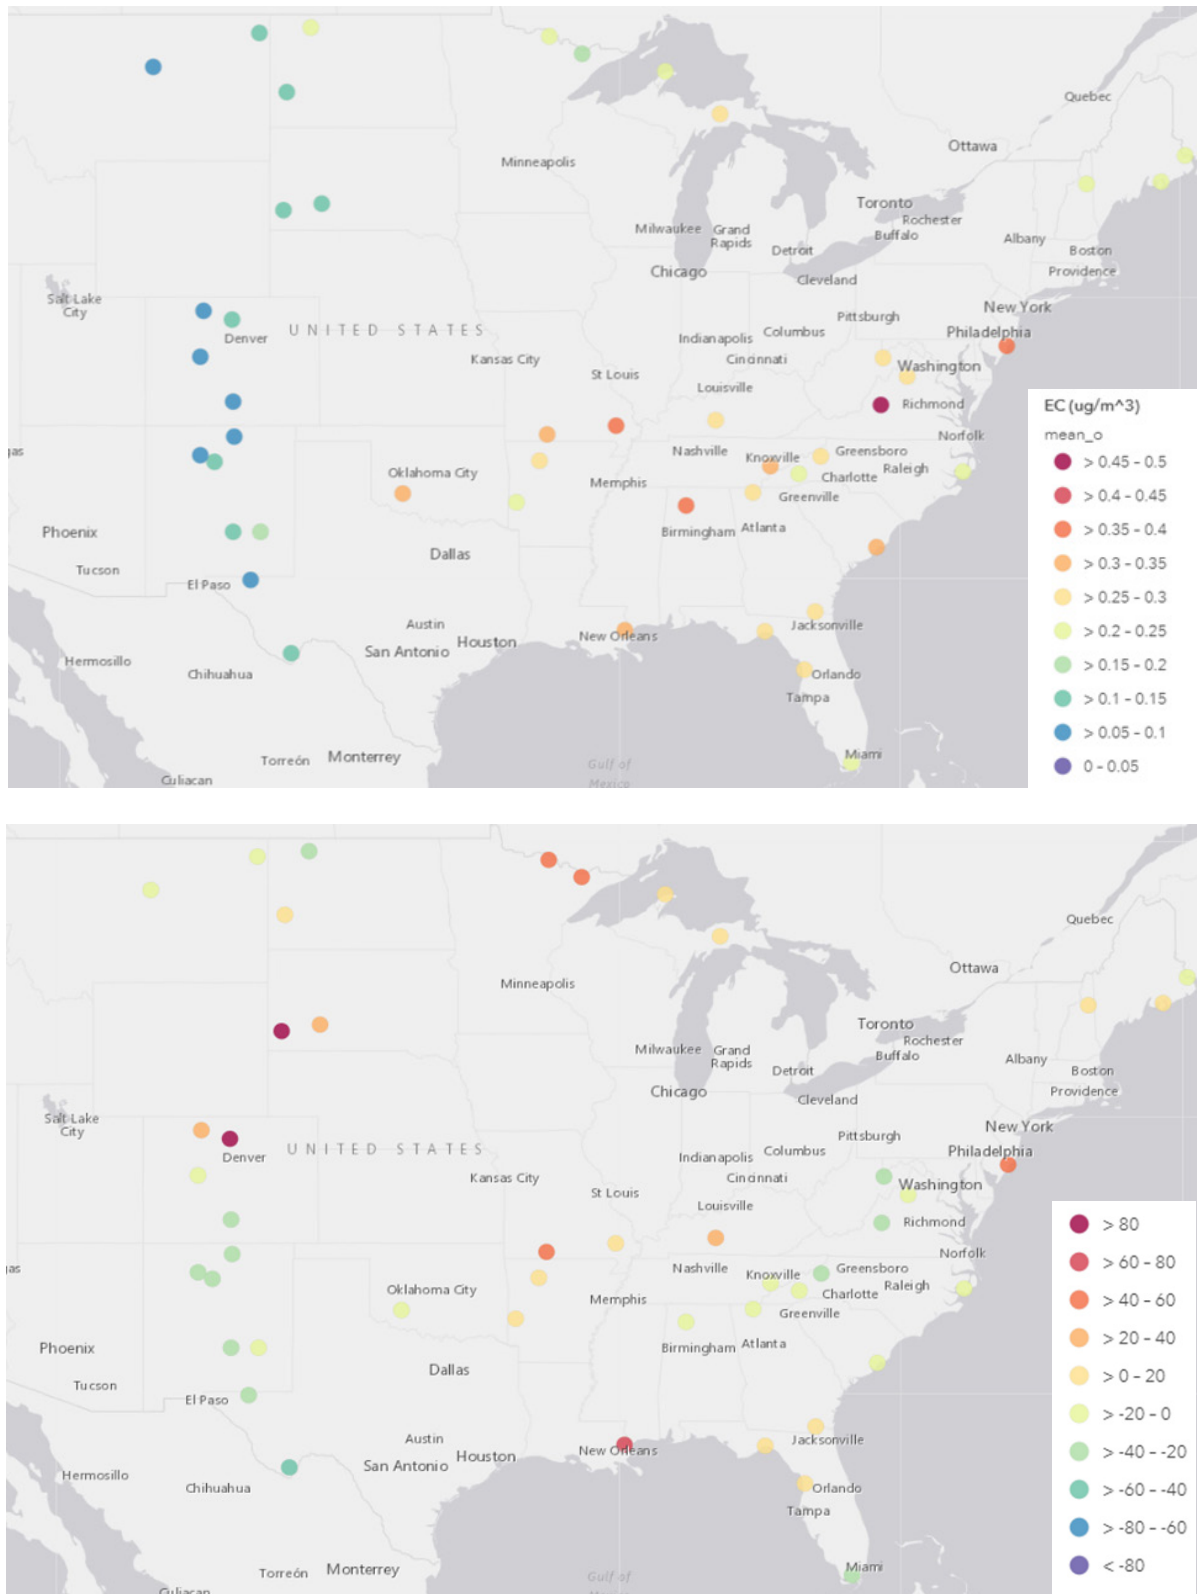 Quebec
Ottawa
Minneapolis
Toronto
Rochester
Buffalo
Milwaukee Grand
Rapids
Albany
Detroit
Boston
Chicago
Cleveland
Providence
Salt Lake
City
New York
Pittsburgh
UNITED STATES
Denver
Indianapolis
Columbus
Philadelphia
Kansas City
Cincinnati
Washington
St Louis
Louisville
Richmond
Norfolk
gas
Nashville
Knoxville
Greensboro
Raleigh
Oklahoma City
Charlotte
Memphis
Greenville
Phoenix
Birmingham
Atlanta
Dallas
Tucson
El Paso
Austin
Jacksonville
New Orleans
Houston
San Antonio
Hermosillo
Chihuahua
Orlando
Tampa
Torreón
Monterrey
Miami
Gulf of
Mexico
Culiacan
EC (ug/m^3)
mean_o
> 0.45 - 0.5
> 0.4 - 0.45
> 0.35 - 0.4
> 0.3 - 0.35
> 0.25 - 0.3
> 0.2 - 0.25
> 0.15 - 0.2
> 0.1 - 0.15
> 0.05 - 0.1
0 - 0.05
Quebec
Ottawa
Minneapolis
Toronto
Rochester
Buffalo
Milwaukee Grand
Rapids
Albany
Detroit
Boston
Chicago
Cleveland
Providence
Salt Lake
City
New York
Pittsburgh
UNITED STATES
Denver
Indianapolis
Columbus
Philadelphia
Kansas City
Cincinnati
Washington
St Louis
Louisville
Richmond
Norfolk
gas
Nashville
Knoxville
Greensboro
Raleigh
Oklahoma City
Charlotte
Memphis
Greenville
Phoenix
Birmingham
Atlanta
Dallas
Tucson
El Paso
Austin
Jacksonville
New Orleans
Houston
San Antonio
Hermosillo
Chihuahua
Orlando
Tampa
Torreón
Monterrey
Miami
Gulf of
Culiacan
> 80
> 60 - 80
> 40 - 60
> 20 - 40
> 0 - 20
> -20 - 0
> -40 - -20
> -60 - -40
> -80 - -60
< -80